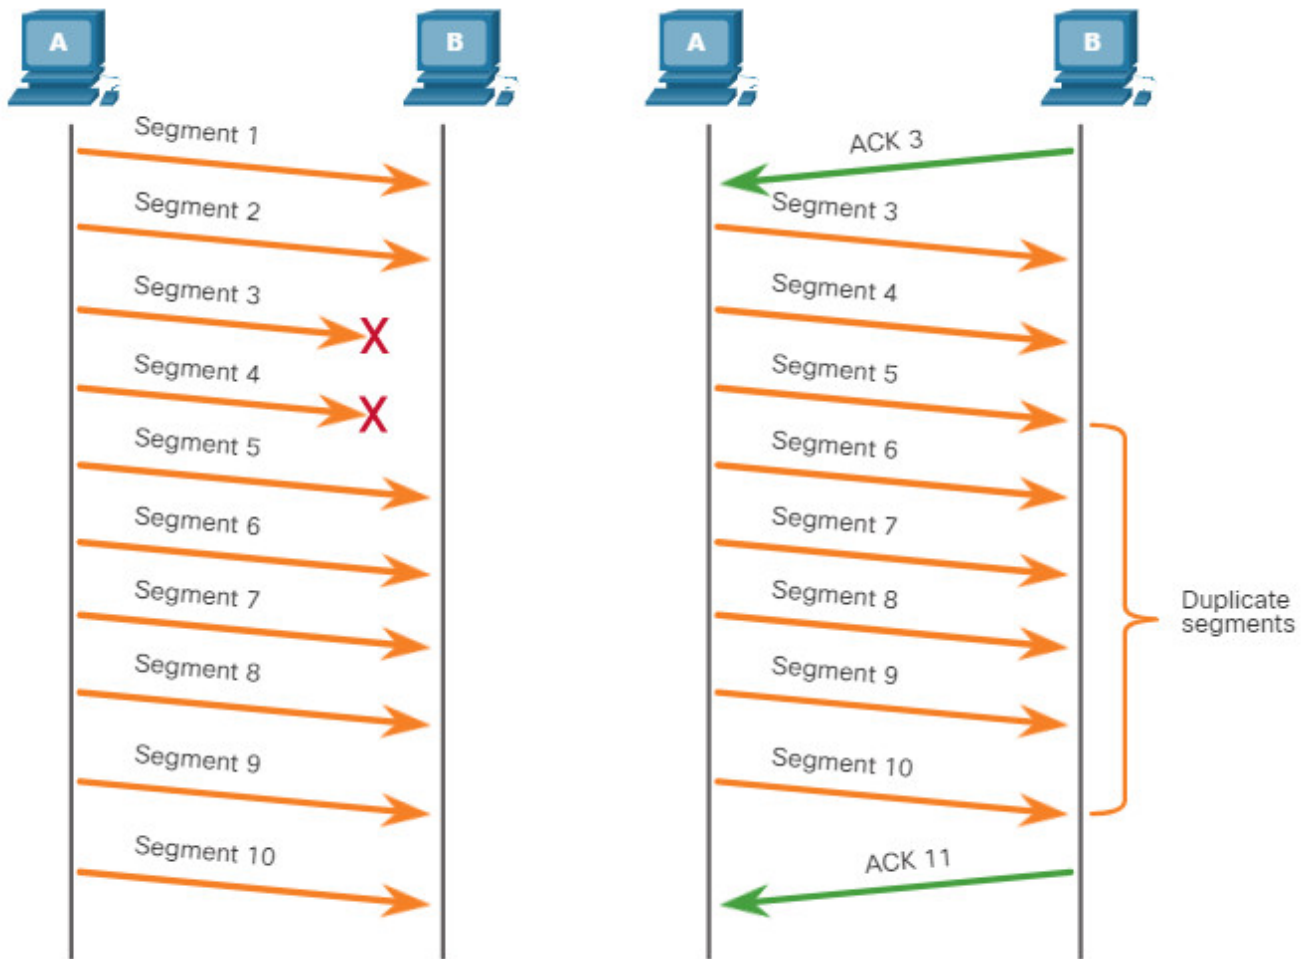 A
B
Segment 1
Segment 2
Segment 3
X
Segment 4
X
Segment 5
Segment 6
Segment 7
Segment 8
Segment 9
Segment 10
A
B
ACK 3
Segment 3
Segment 4
Segment 5
Segment 6
Segment 7
Segment 8
Segment 9
Segment 10
Duplicate
segments
ACK 11